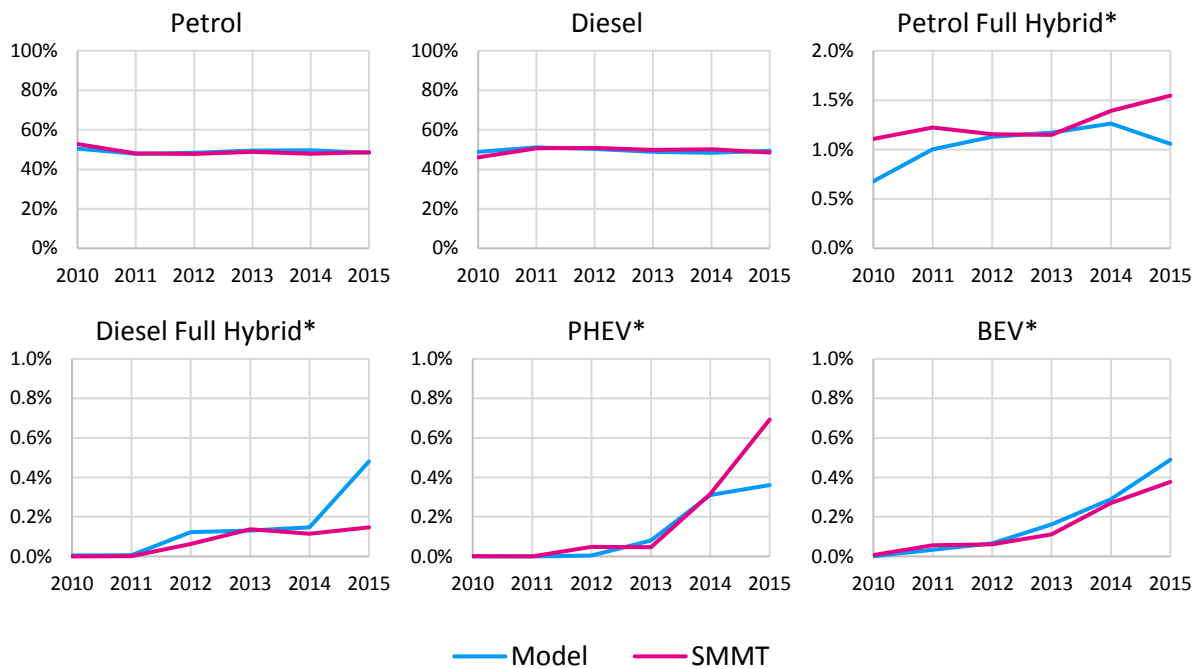 Petrol Diesel Petrol Full Hybrid*
100% 100% 2.0%
80% 80% 1.5%
60% 60% 1.0%
40% 40% 0.5%
20% 20% 0.0%
0% 0%
2010 2011 2012 2013 2014 2015 2010 2011 2012 2013 2014 2015 2010 2011 2012 2013 2014 2015
Diesel Full Hybrid* PHEV* BEV*
1.0% 1.0% 1.0%
0.8% 0.8% 0.8%
0.6% 0.6% 0.6%
0.4% 0.4% 0.4%
0.2% 0.2% 0.2%
0.0% 0.0% 0.0%
2010 2011 2012 2013 2014 2015 2010 2011 2012 2013 2014 2015 2010 2011 2012 2013 2014 2015
Model SMMT